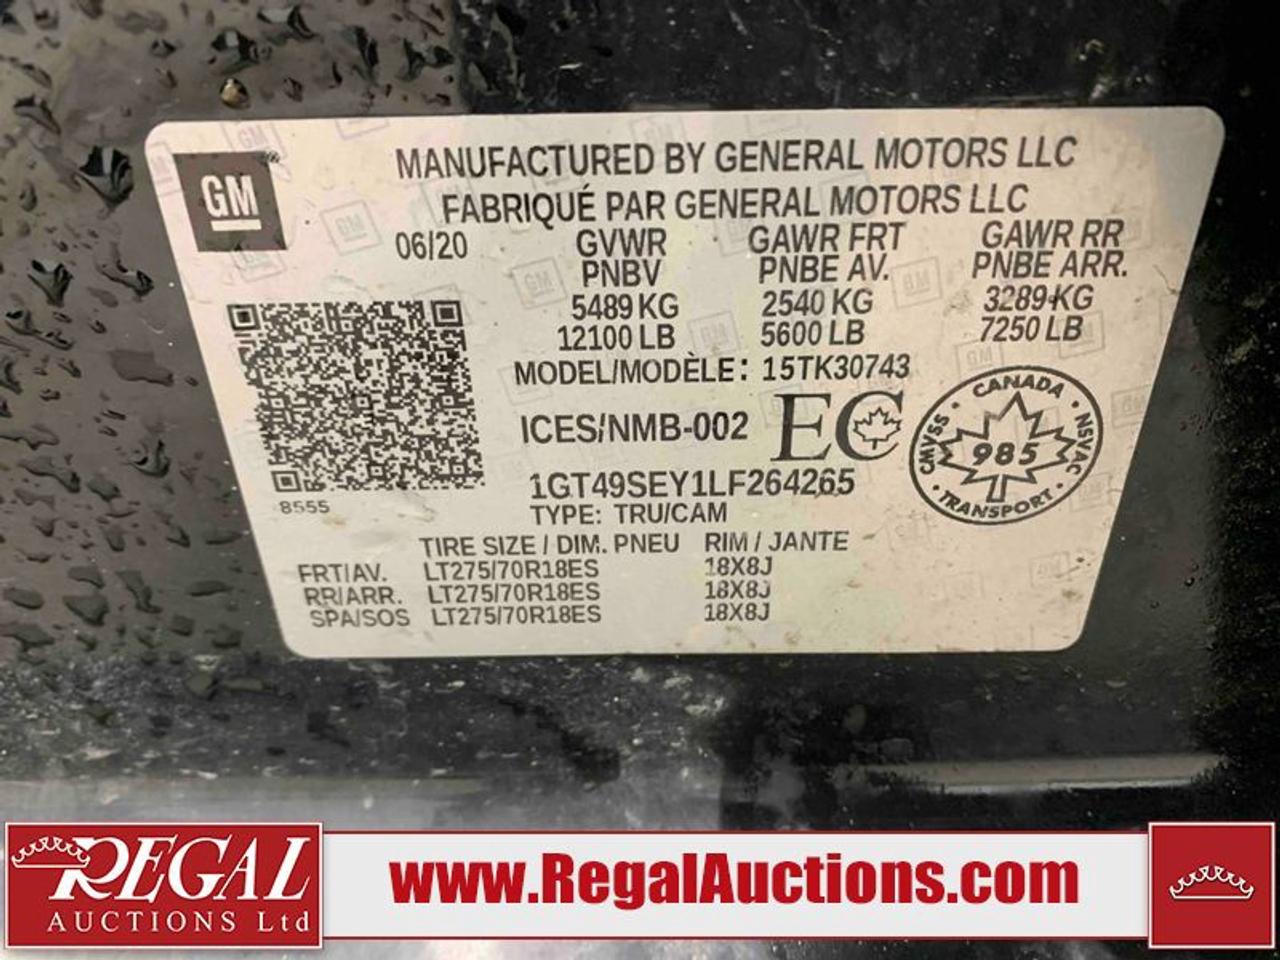 GM
MANUFACTURED BY GENERAL MOTORS LLC
FABRIQUÉ PAR GENERAL MOTORS LLC
06/20 GVWR GAWR FRT GAWR RR
PNBV PNBE AV. PNBE ARR.
5489 KG 2540 KG 3289 KG
12100 LB 5600 LB 7250 LB
MODEL/MODÈLE: 15TK30743
ICES/NMB-002 EC
CANADA
CMVSS 985 NSVAC
TRANSPORT
1GT49SEY1LF264265
8555
TYPE: TRU/CAM
TIRE SIZE / DIM. PNEU RIM / JANTE
FRT/AV. LT275/70R18ES 18X8J
RR/ARR. LT275/70R18ES 18X8J
SPA/SOS LT275/70R18ES 18X8J
REGAL
AUCTIONS Ltd
www.RegalAuctions.com